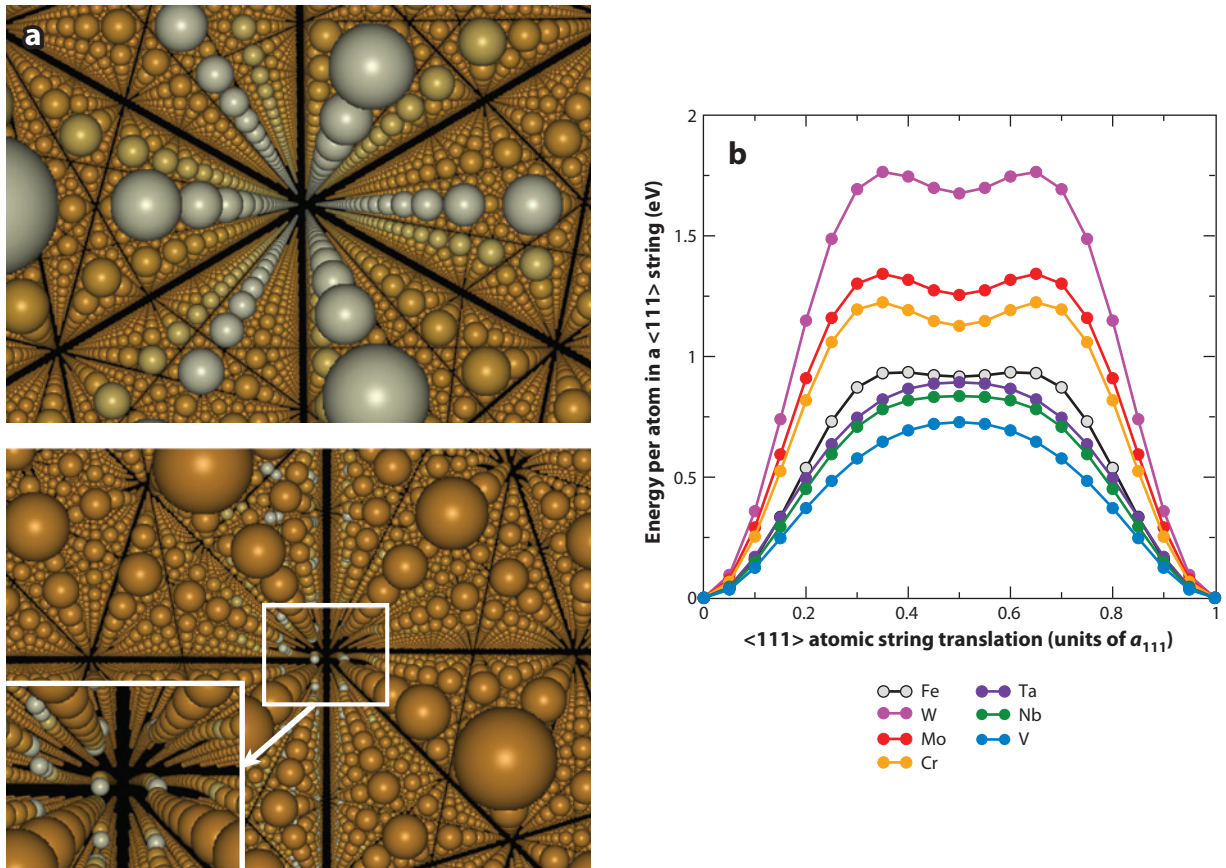 a
b
2
1.5
1
0.5
0
Energy per atom in a <111> string (eV)
0
0.2
0.4
0.6
0.8
1
<111> atomic string translation (units of a111)
Fe
W
Mo
Cr
Ta
Nb
V